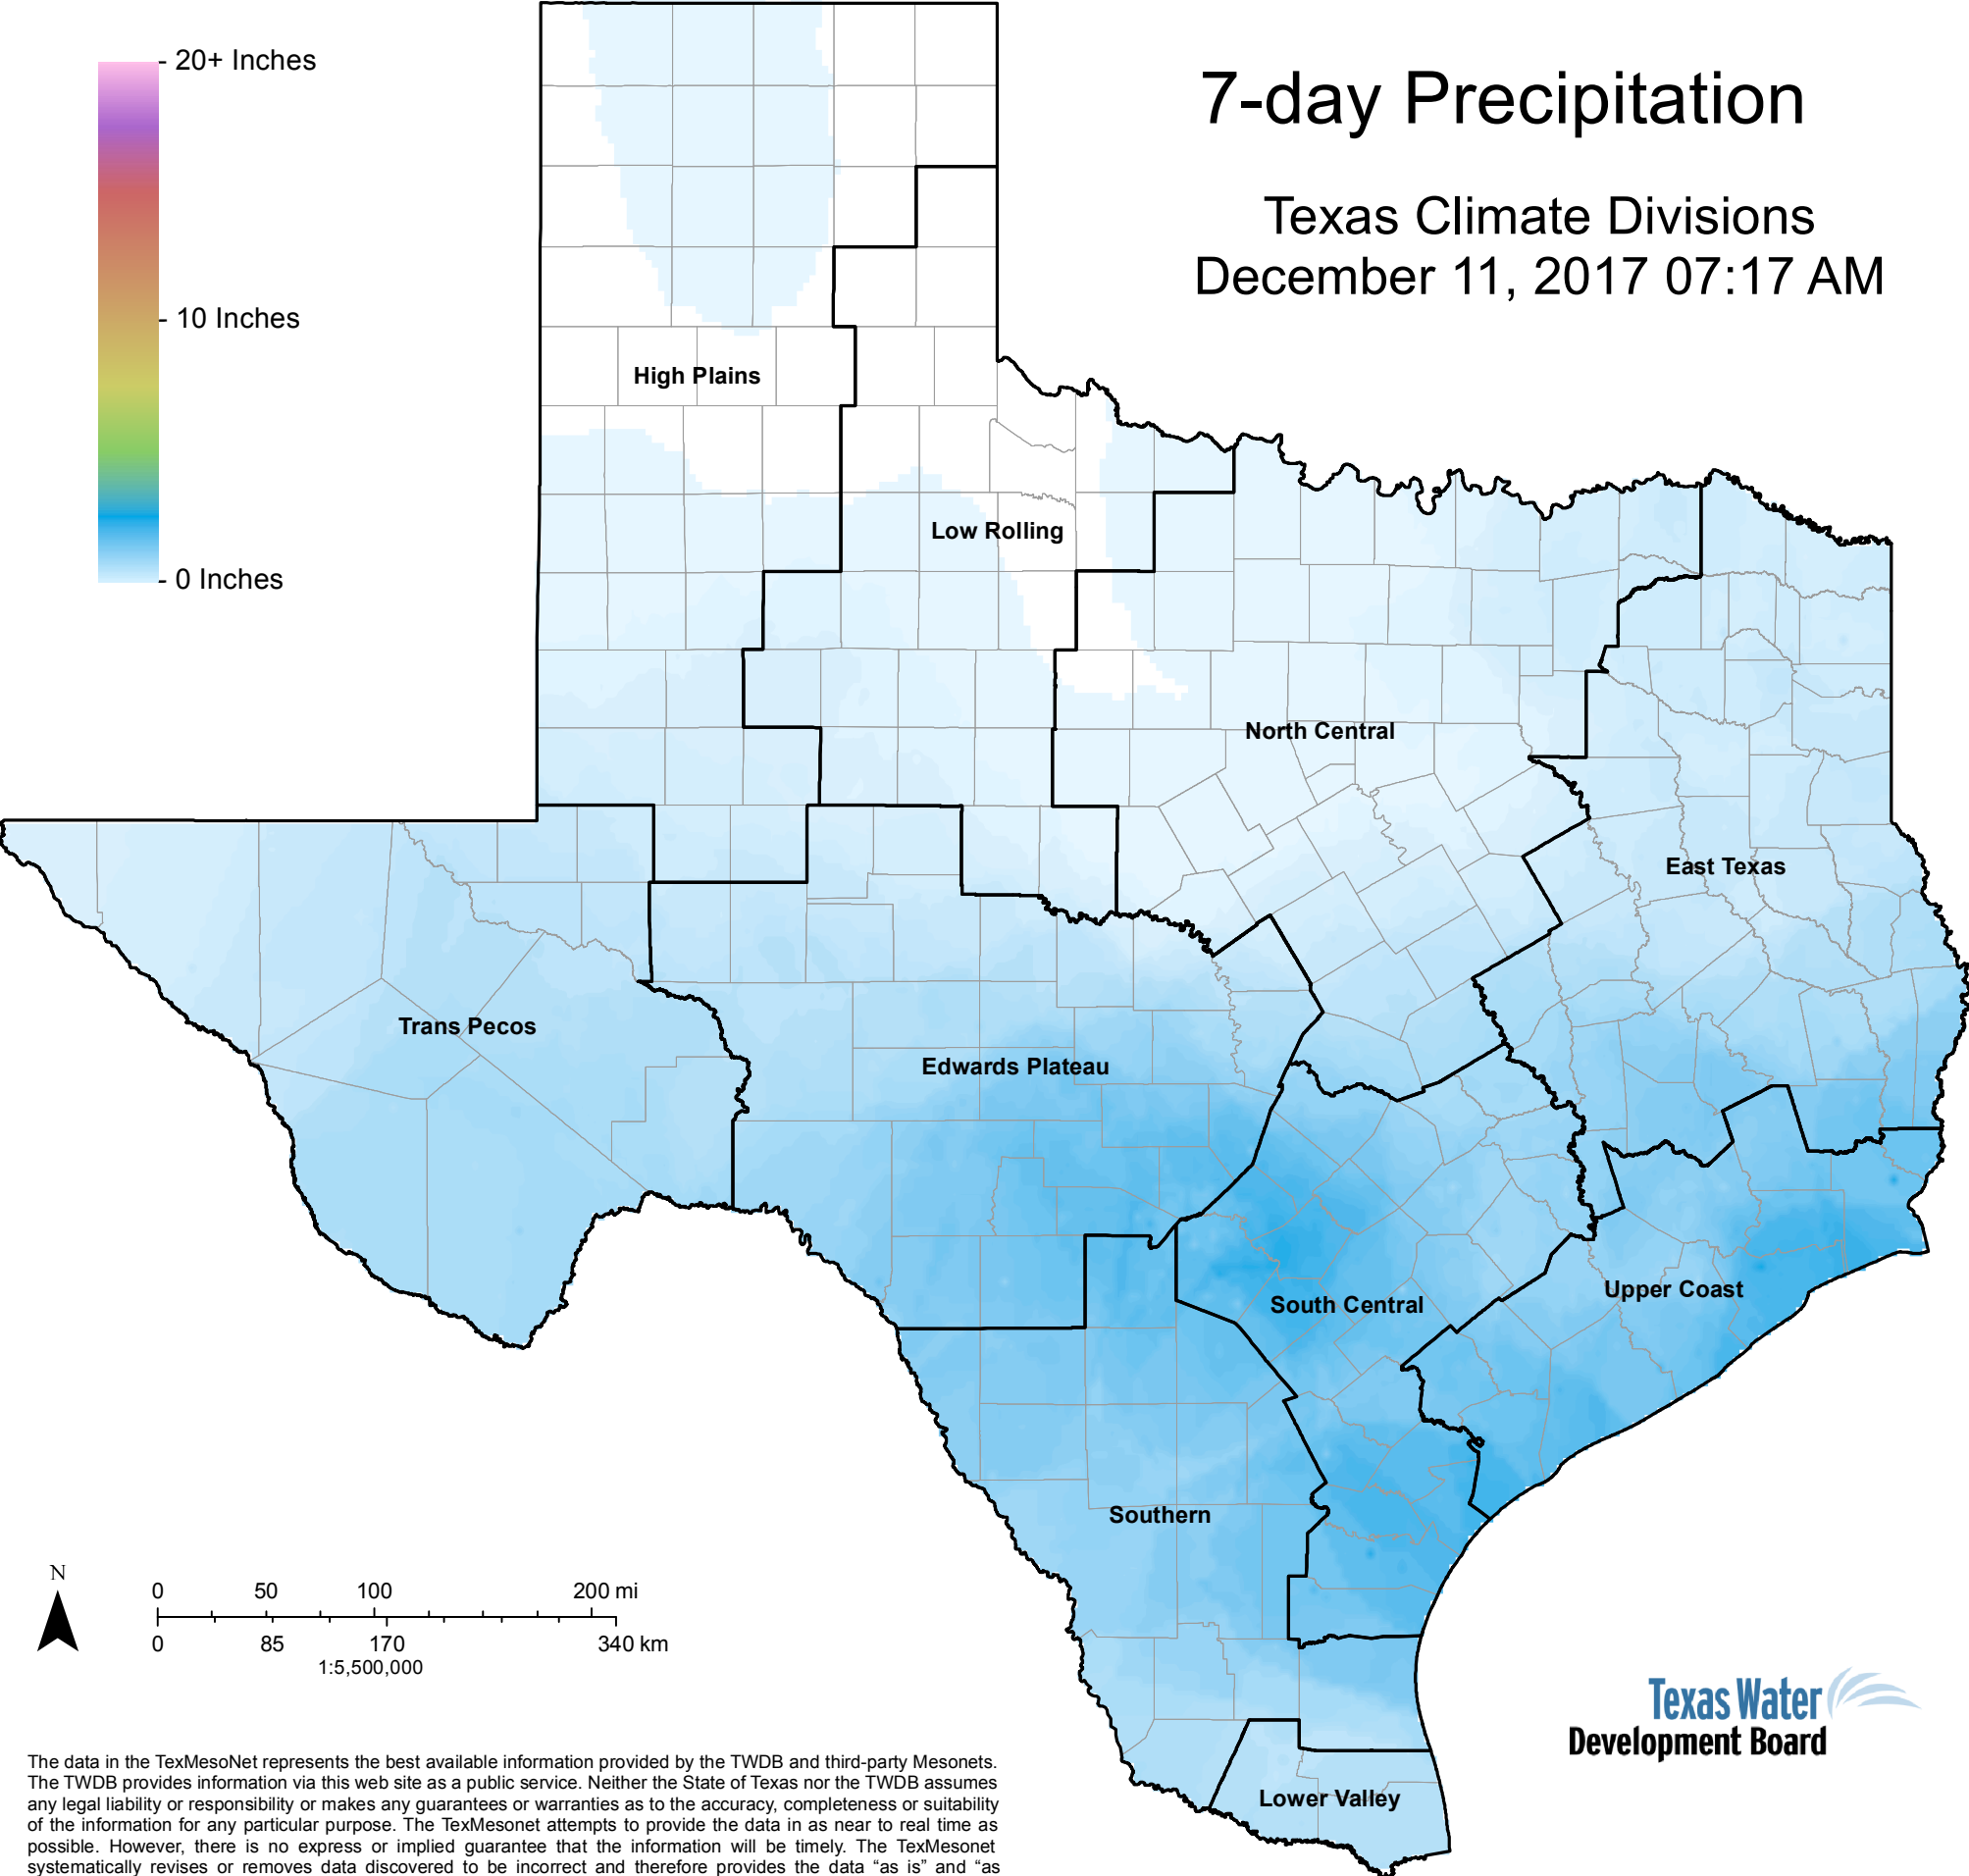 7-day Precipitation
Texas Climate Divisions
December 11, 2017 07:17 AM
20+ Inches
10 Inches
0 Inches
High Plains
Low Rolling
North Central
East Texas
Trans Pecos
Edwards Plateau
South Central
Upper Coast
Southern
Lower Valley
N
0 50 100 200 mi
0 85 170 340 km
1:5,500,000
Texas Water
Development Board
The data in the TexMesoNet represents the best available information provided by the TWDB and third-party Mesonets.
The TWDB provides information via this web site as a public service. Neither the State of Texas nor the TWDB assumes
any legal liability or responsibility or makes any guarantees or warranties as to the accuracy, completeness or suitability
of the information for any particular purpose. The TexMesonet attempts to provide the data in as near to real time as
possible. However, there is no express or implied guarantee that the information will be timely. The TexMesonet
systematically revises or removes data discovered to be incorrect and therefore provides the data “as is” and “as